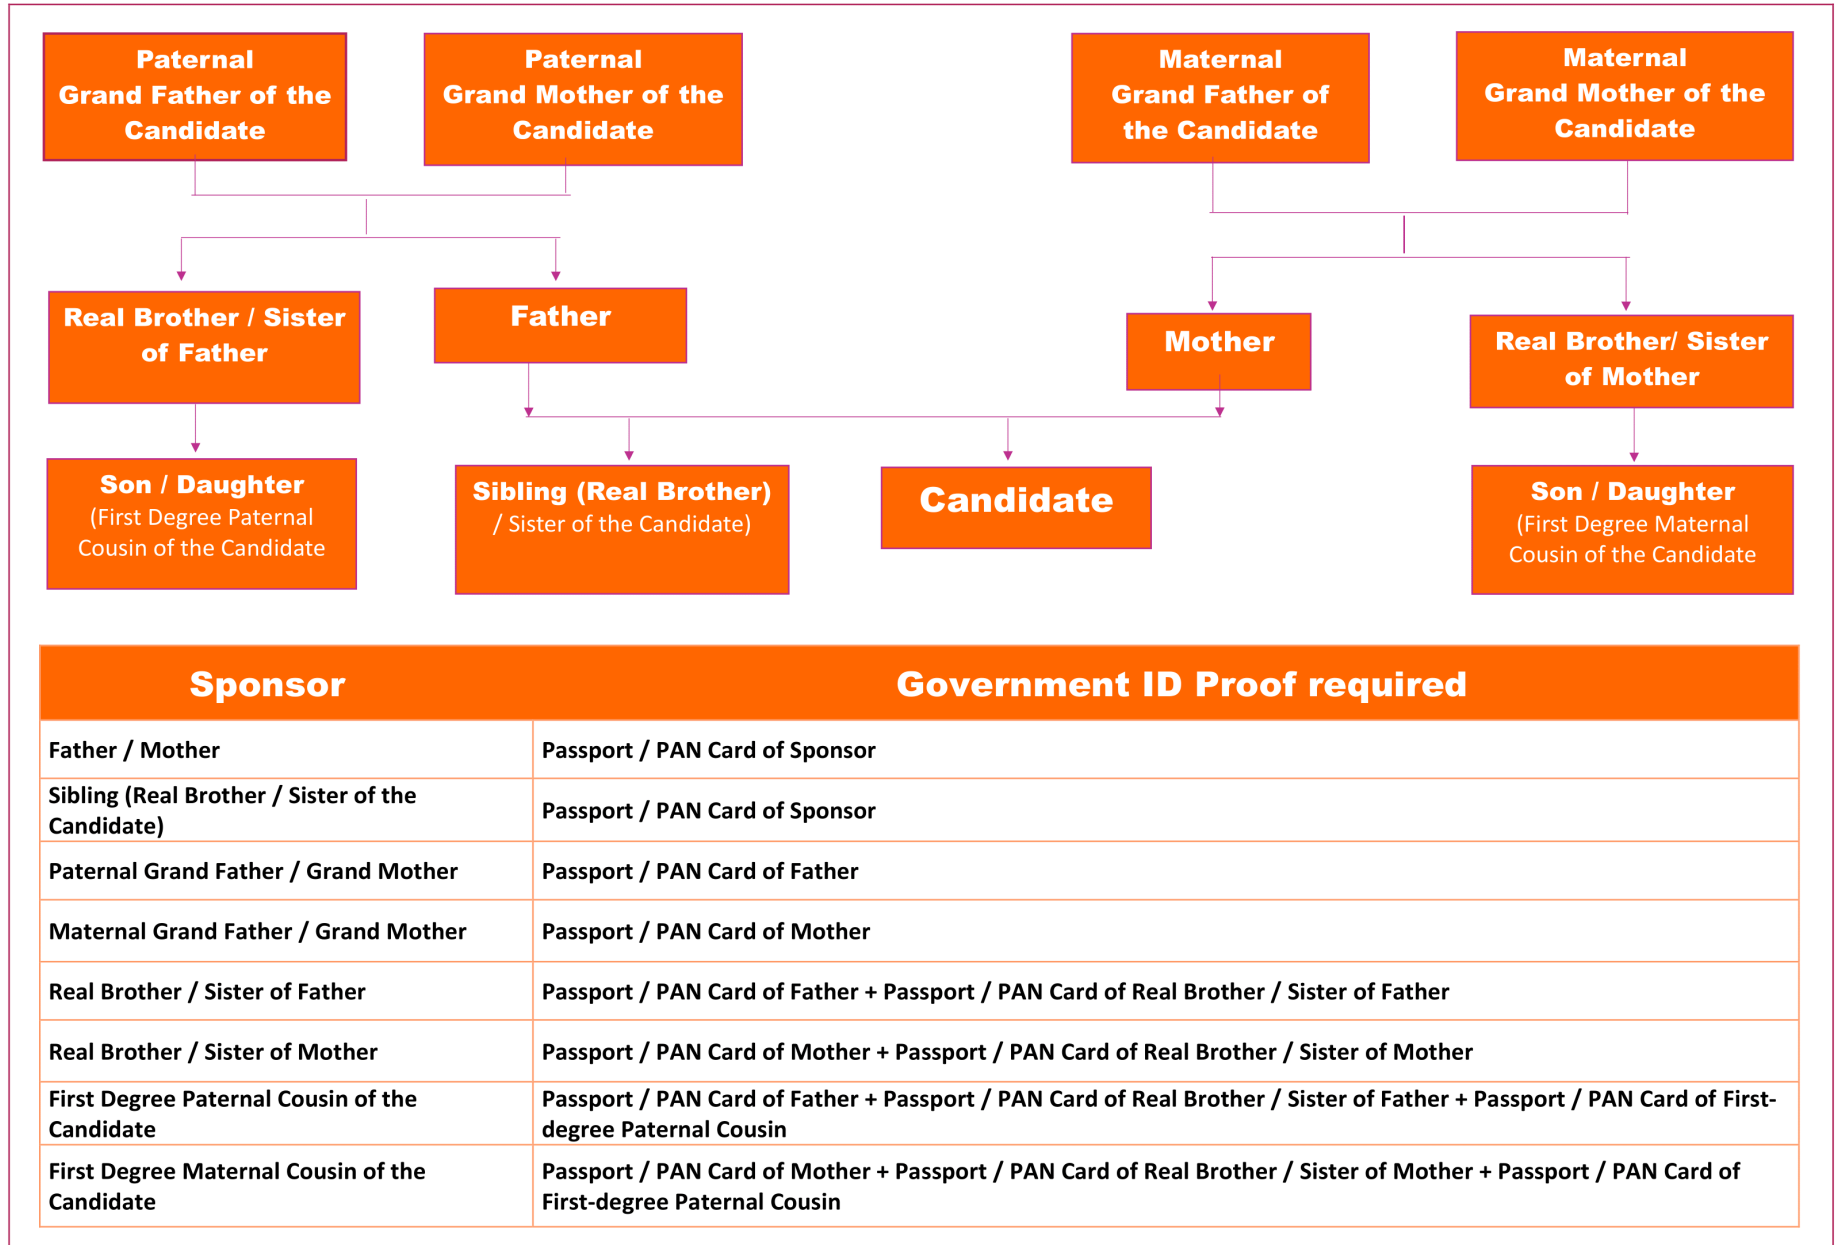 Paternal
Grand Father of the
Candidate
Paternal
Grand Mother of the
Candidate
Maternal
Grand Father of
the Candidate
Maternal
Grand Mother of the
Candidate
Real Brother / Sister
of Father
Father
Mother
Real Brother/ Sister
of Mother
Son / Daughter
(First Degree Paternal
Cousin of the Candidate
Sibling (Real Brother)
/ Sister of the Candidate)
Candidate
Son / Daughter
(First Degree Maternal
Cousin of the Candidate
Sponsor
Government ID Proof required
Father / Mother
Passport / PAN Card of Sponsor
Sibling (Real Brother / Sister of the
Candidate)
Passport / PAN Card of Sponsor
Paternal Grand Father / Grand Mother
Passport / PAN Card of Father
Maternal Grand Father / Grand Mother
Passport / PAN Card of Mother
Real Brother / Sister of Father
Passport / PAN Card of Father + Passport / PAN Card of Real Brother / Sister of Father
Real Brother / Sister of Mother
Passport / PAN Card of Mother + Passport / PAN Card of Real Brother / Sister of Mother
First Degree Paternal Cousin of the
Candidate
Passport / PAN Card of Father + Passport / PAN Card of Real Brother / Sister of Father + Passport / PAN Card of First-
degree Paternal Cousin
First Degree Maternal Cousin of the
Candidate
Passport / PAN Card of Mother + Passport / PAN Card of Real Brother / Sister of Mother + Passport / PAN Card of
First-degree Paternal Cousin